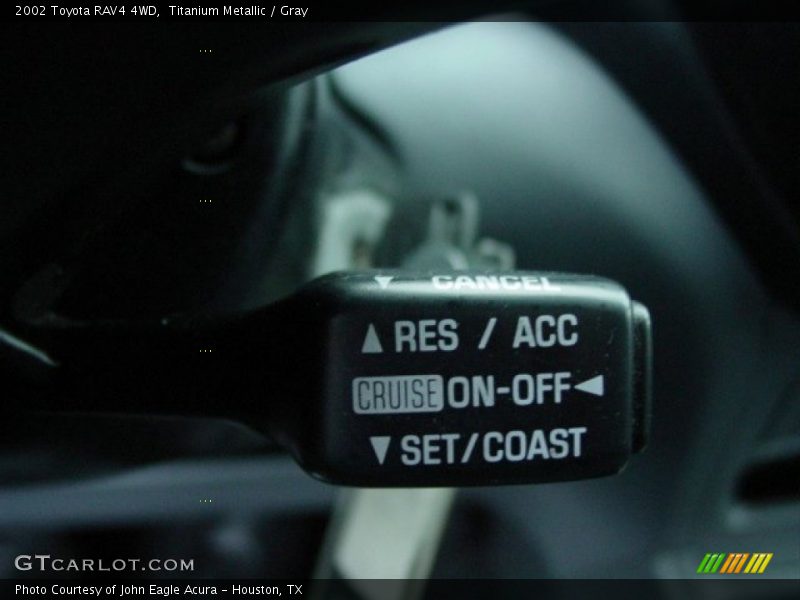 2002 Toyota RAV4 4WD, Titanium Metallic / Gray
▼ CANCEL
▲ RES / ACC
CRUISE ON-OFF ◀
▼ SET/COAST
GTCARLOT.COM
Photo Courtesy of John Eagle Acura - Houston, TX